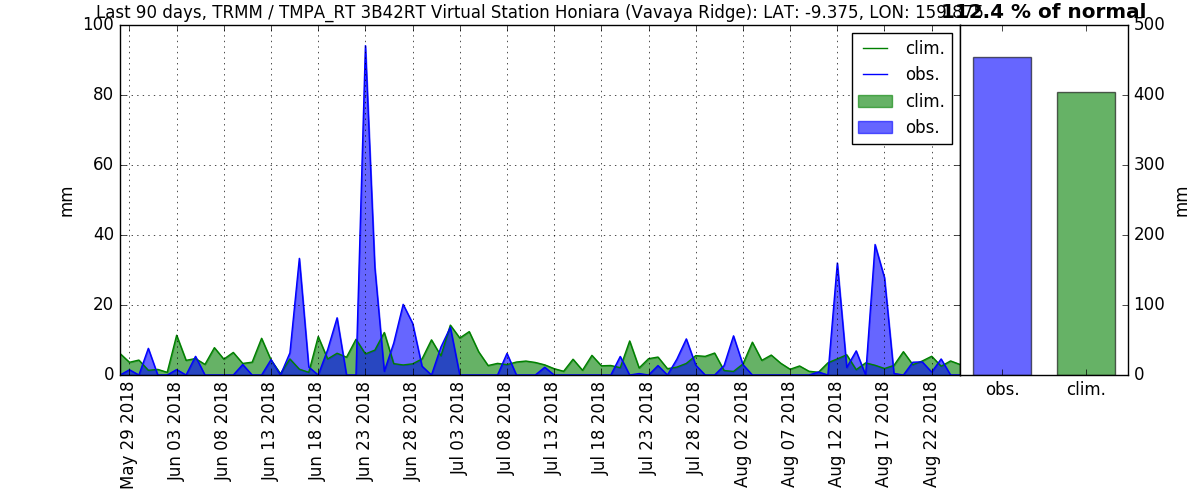 Last 90 days, TRMM / TMPA_RT 3B42RT Virtual Station Honiara (Vavaya Ridge): LAT: -9.375, LON:
112.4 % of normal
100
80
60
40
20
0
mm
clim.
obs.
clim.
obs.
500
400
300
200
100
0
mm
May 29 2018
Jun 03 2018
Jun 08 2018
Jun 13 2018
Jun 18 2018
Jun 23 2018
Jun 28 2018
Jul 03 2018
Jul 08 2018
Jul 13 2018
Jul 18 2018
Jul 23 2018
Jul 28 2018
Aug 02 2018
Aug 07 2018
Aug 12 2018
Aug 17 2018
Aug 22 2018
obs.
clim.